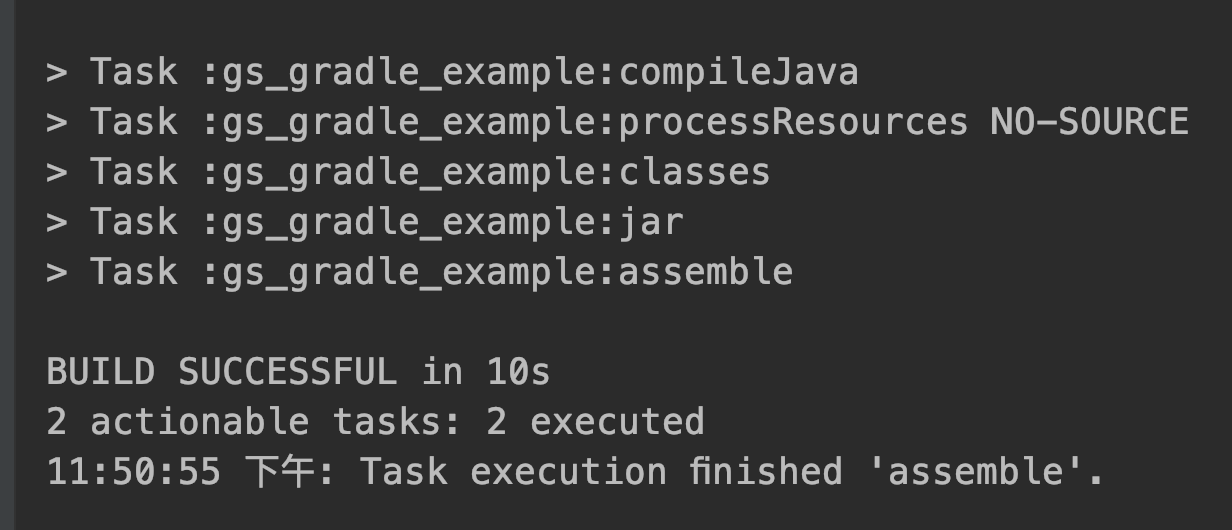 > Task :gs_gradle_example:compileJava
> Task :gs_gradle_example:processResources NO-SOURCE
> Task :gs_gradle_example:classes
> Task :gs_gradle_example:jar
> Task :gs_gradle_example:assemble
BUILD SUCCESSFUL in 10s
2 actionable tasks: 2 executed
11:50:55 下午: Task execution finished 'assemble'.